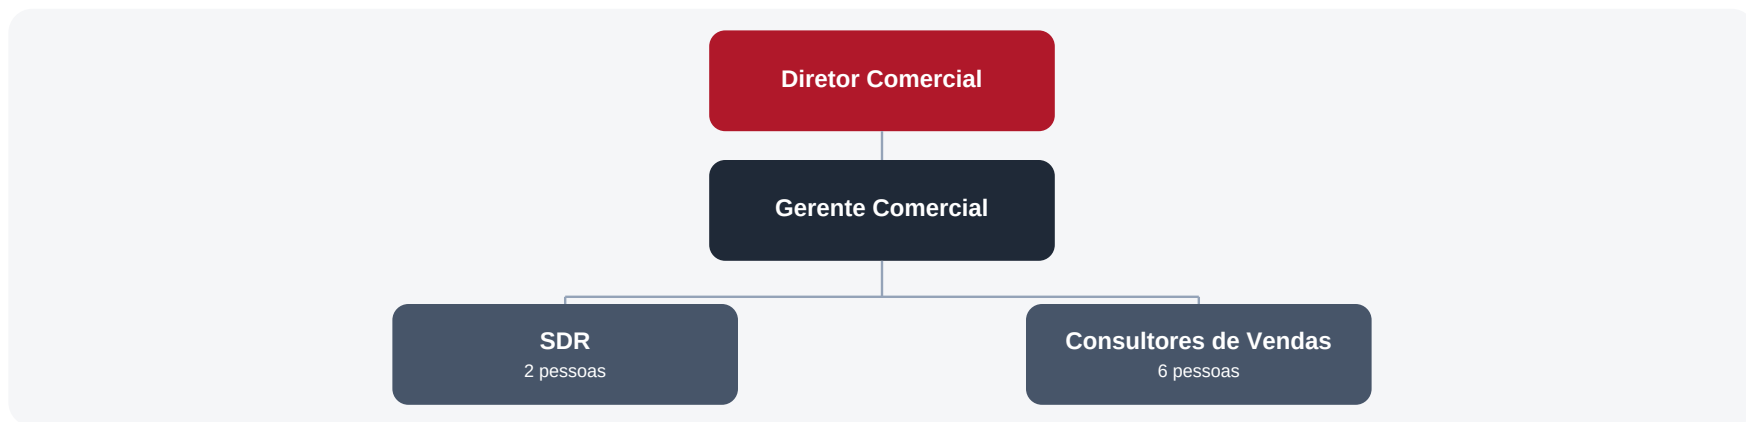 Diretor Comercial
Gerente Comercial
SDR
2 pessoas
Consultores de Vendas
6 pessoas